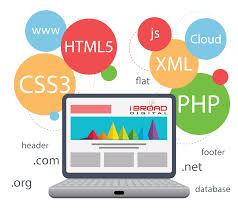 www
HTML5
js
Cloud
CSS3
flat
XML
PHP
iBROAD
DIGITAL
header
footer
.com
.net
.org
database